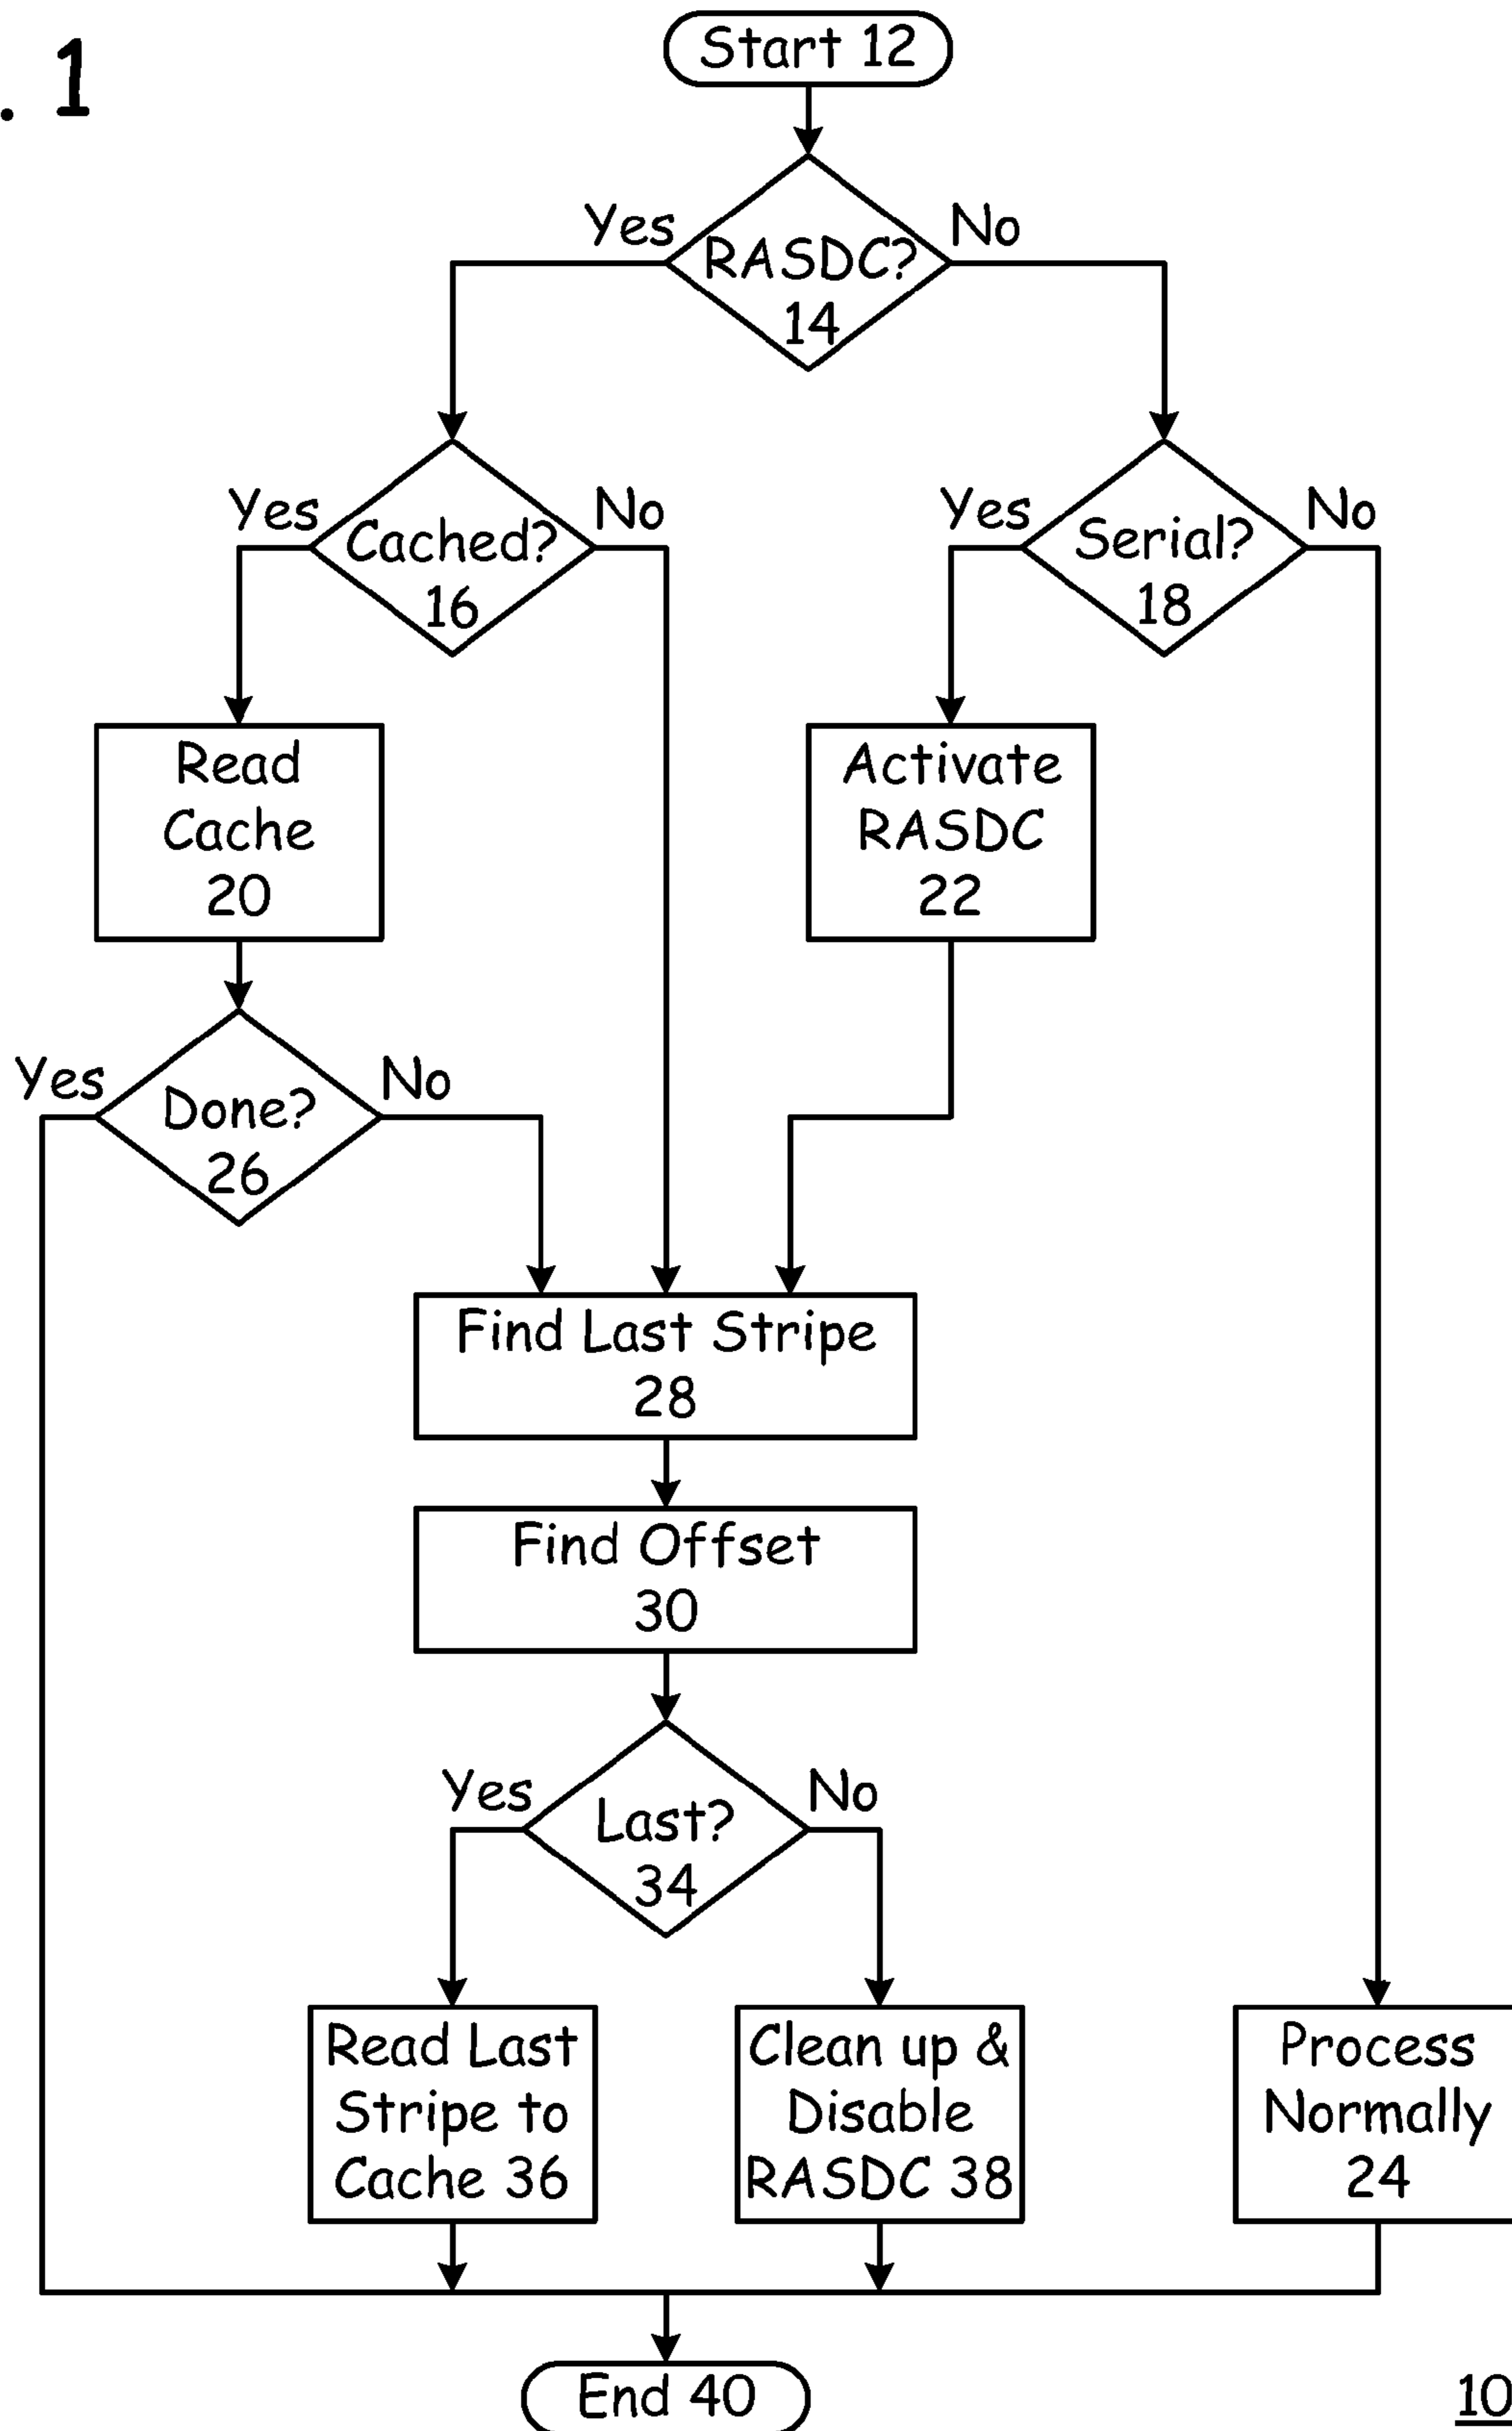 . 1
Start 12
Yes
No
RASDC?
14
Yes
No
Yes
No
Cached?
16
Serial?
18
Read
Cache
20
Activate
RASDC
22
Yes
No
Done?
26
Find Last Stripe
28
Find Offset
30
Yes
No
Last?
34
Read Last
Stripe to
Cache 36
Clean up &
Disable
RASDC 38
Process
Normally
24
End 40
10